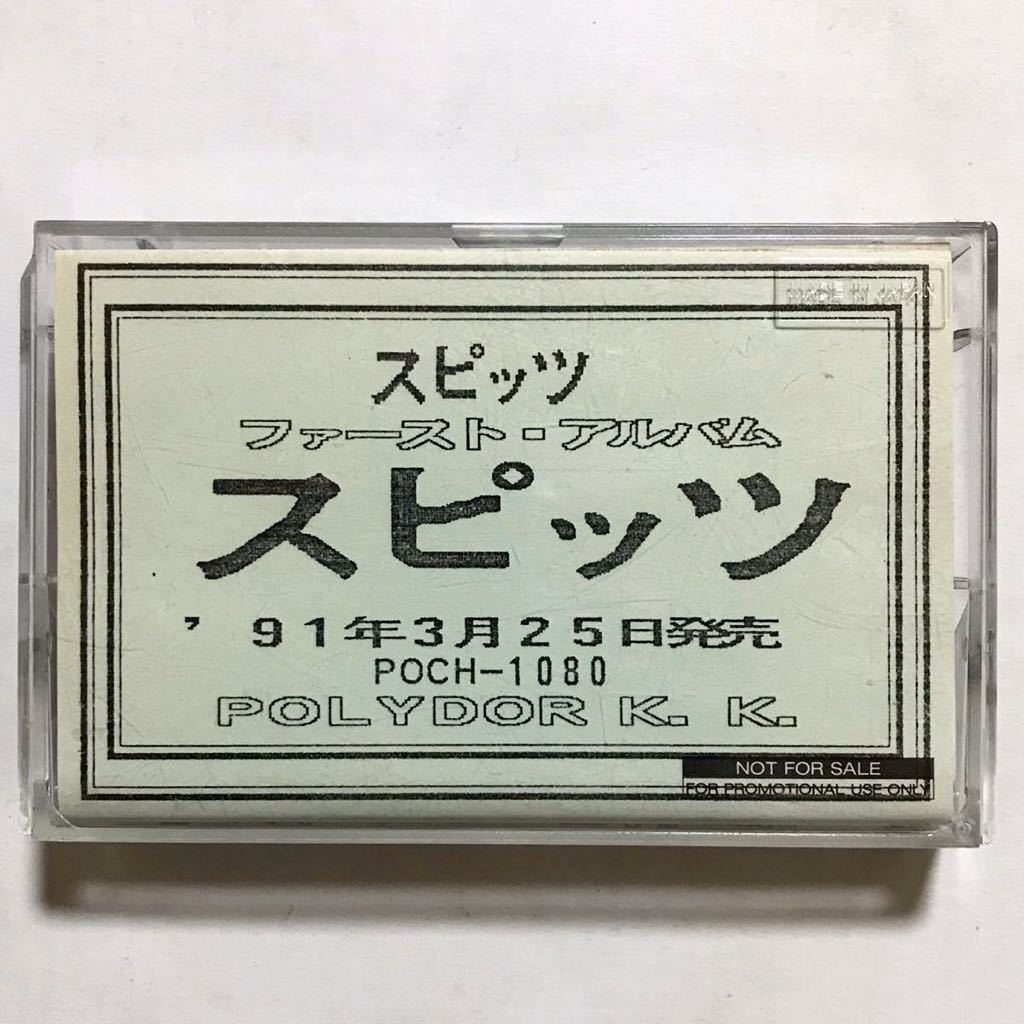 MADE IN JAPAN
スピッツ
ファースト・アルバム
スピッツ
’９１年３月２５日発売
POCH-1080
POLYDOR K. K.
NOT FOR SALE
FOR PROMOTIONAL USE ONLY